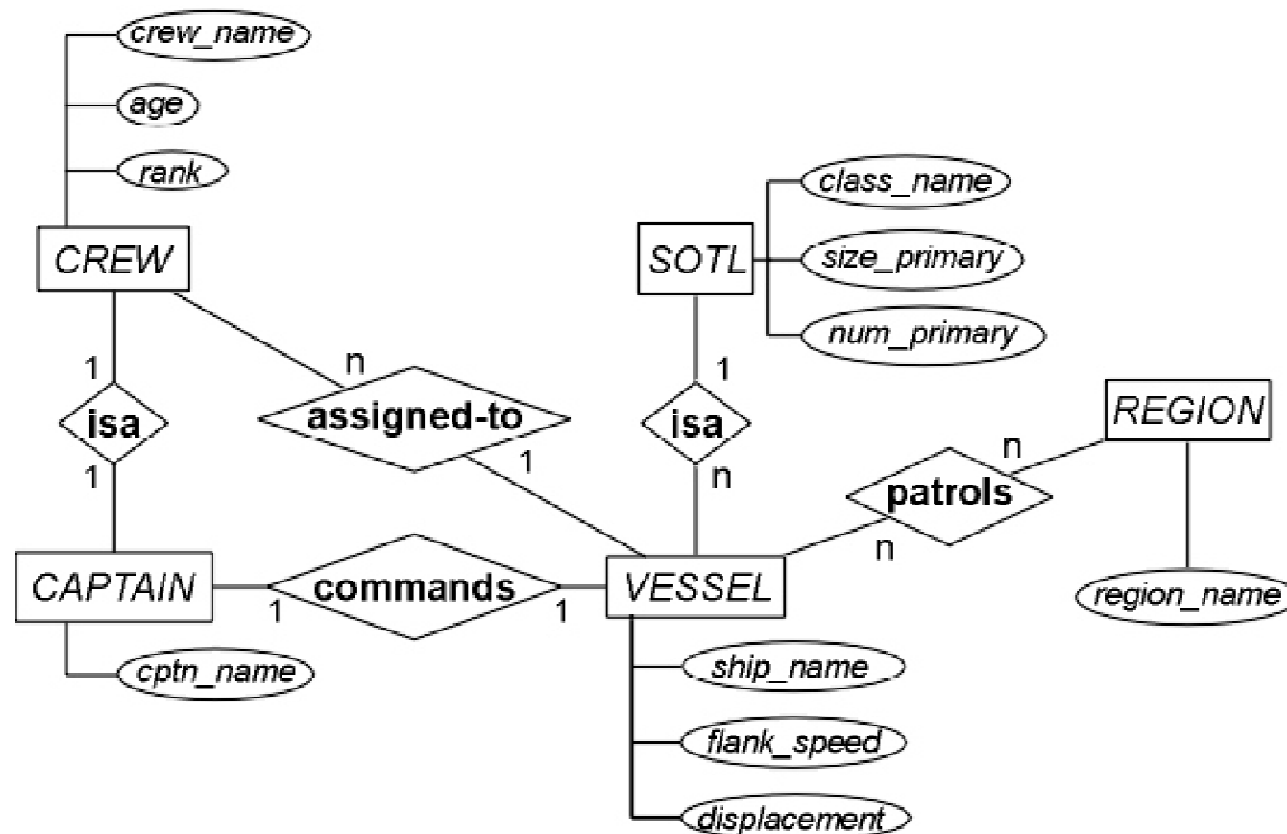 crew_name
age
rank
CREW
class_name
SOTL
size_primary
num_primary
n
1
1
REGION
isa
assigned-to
isa
n
1
1
n
patrols
n
CAPTAIN
commands
VESSEL
1
1
region_name
cptn_name
ship_name
flank_speed
displacement